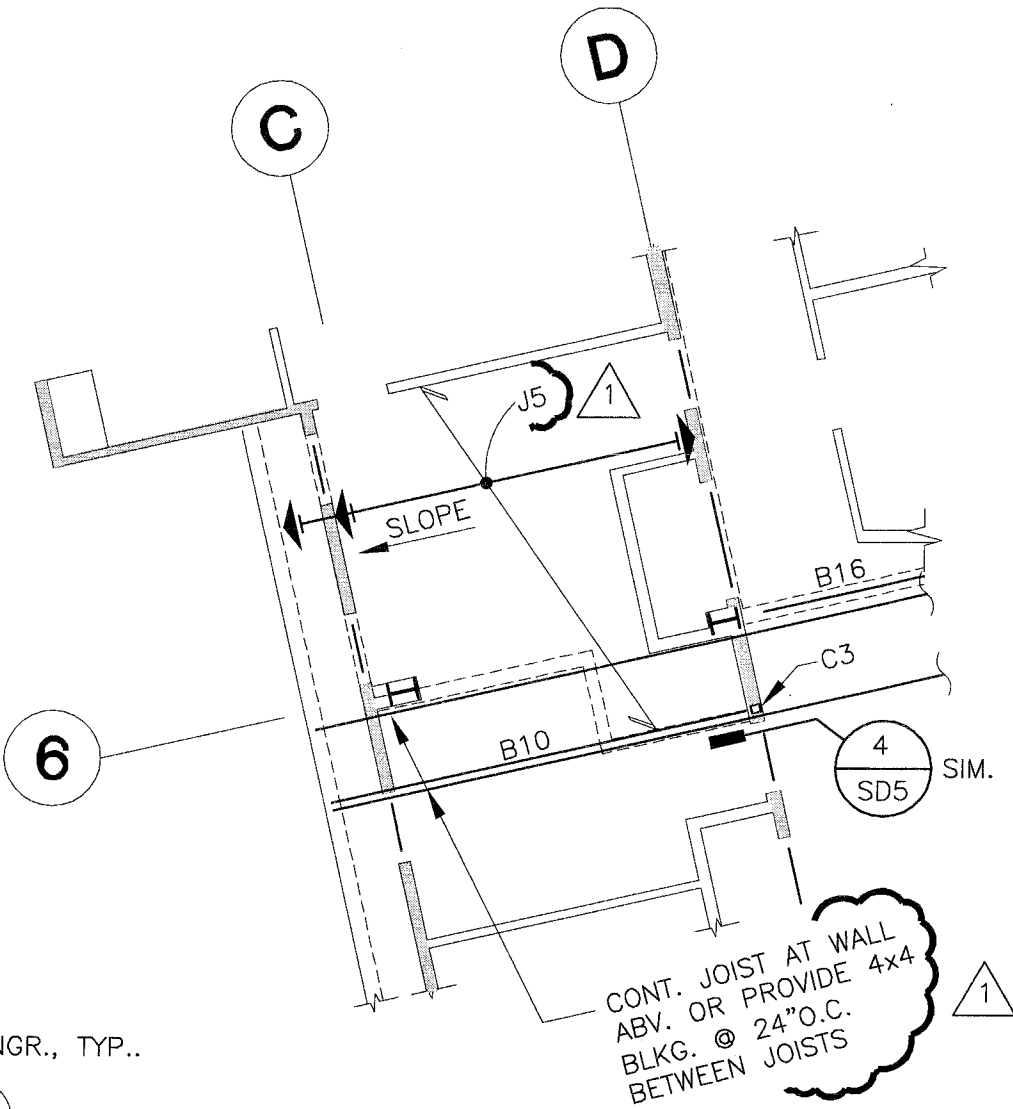 D
C
J5
1
SLOPE
B16
C3
6
B10
4
SD5
SIM.
CONT. JOIST AT WALL
ABV. OR PROVIDE 4x4
BLKG. @ 24"O.C.
BETWEEN JOISTS
1
NGR., TYP..